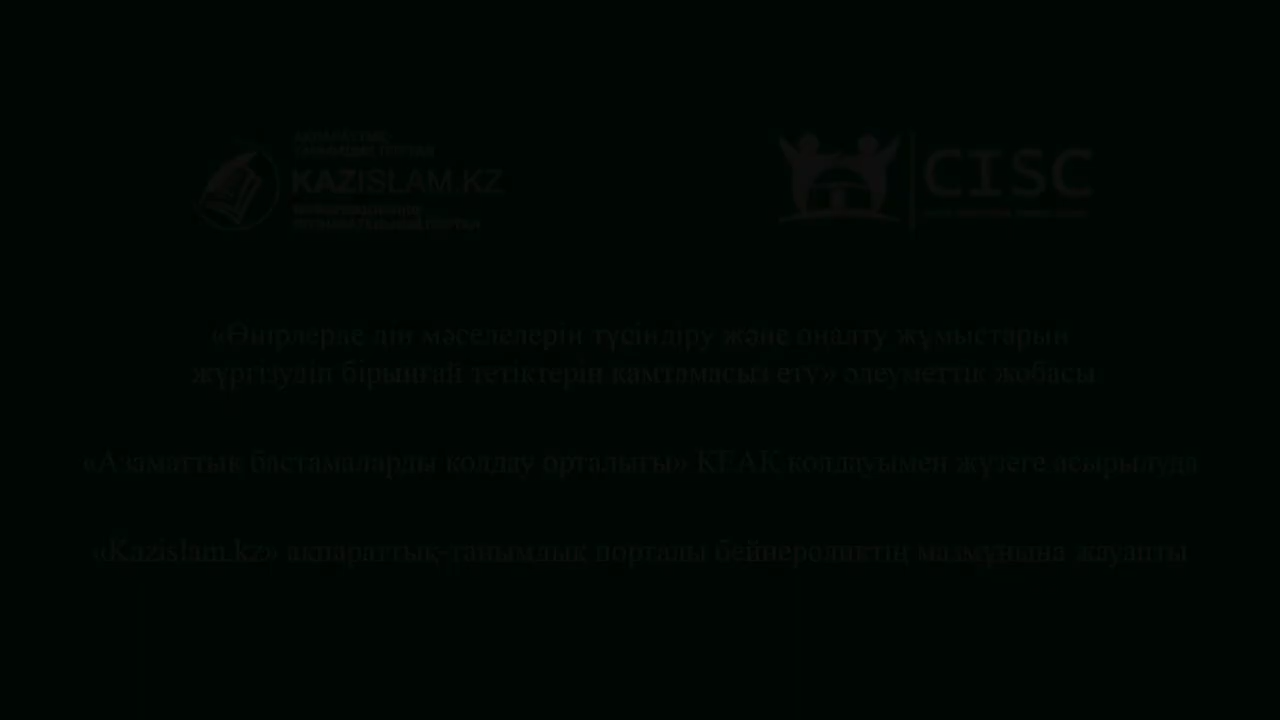 KAZISLAM.KZ
CISC
«Өңірлерде дін мәселелерін түсіндіру және оңалту жұмыстарын
жүргізудің бірыңғай тетіктерін қамтамасыз ету» әлеуметтік жобасы
«Азаматтық бастамаларды қолдау орталығы» КЕАҚ қолдауымен жүзеге асырылуда
«Kazislam.kz» ақпараттық-танымдық порталы бейнероликтің мазмұнына жауапты